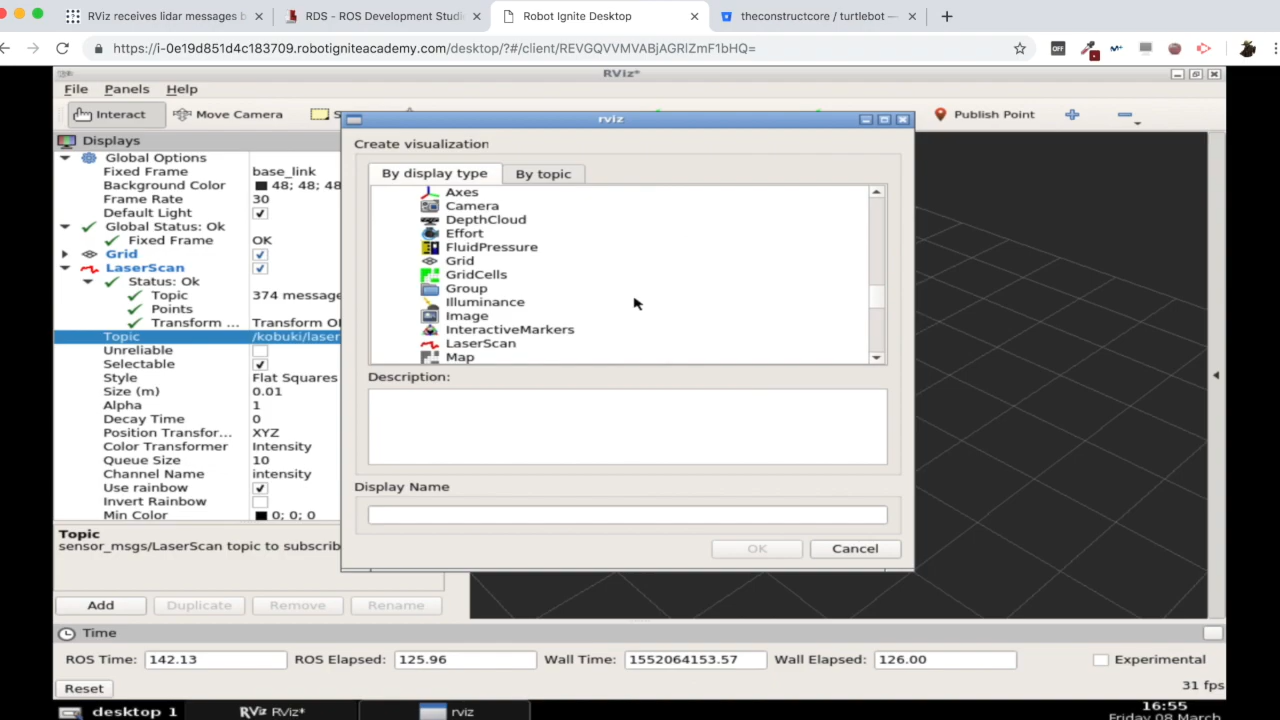 RViz receives lidar messages b
RDS - ROS Development Studi
Robot Ignite Desktop
theconstructcore / turtlebot —
https://i-0e19d851d4c183709.robotigniteacademy.com/desktop/?#/client/REVGQVVMVABjAGRlZmF1bHQ=
OFF
RViz*
File Panels Help
Interact
Move Camera
S
Publish Point
rviz
Displays
Global Options
Fixed Frame base_link
Background Color 48; 48; 48
Frame Rate 30
Default Light
Global Status: Ok
Fixed Frame OK
Grid
LaserScan
Status: Ok
Topic 374 message
Points
Transform ... Transform O
Topic /kobuki/laser
Unreliable
Selectable
Style Flat Squares
Size (m) 0.01
Alpha 1
Decay Time 0
Position Transfor... XYZ
Color Transformer Intensity
Queue Size 10
Channel Name intensity
Use rainbow
Invert Rainbow
Min Color 0; 0; 0
Topic
sensor_msgs/LaserScan topic to subscrib
Add Duplicate Remove Rename
Create visualization
By display type By topic
Axes
Camera
DepthCloud
Effort
FluidPressure
Grid
GridCells
Group
Illuminance
Image
InteractiveMarkers
LaserScan
Map
Description:
Display Name
OK Cancel
Time
ROS Time: 142.13 ROS Elapsed: 125.96 Wall Time: 1552064153.57 Wall Elapsed: 126.00 Experimental
Reset 31 fps
desktop 1 RViz RViz* rviz 16:55
Friday 08 March